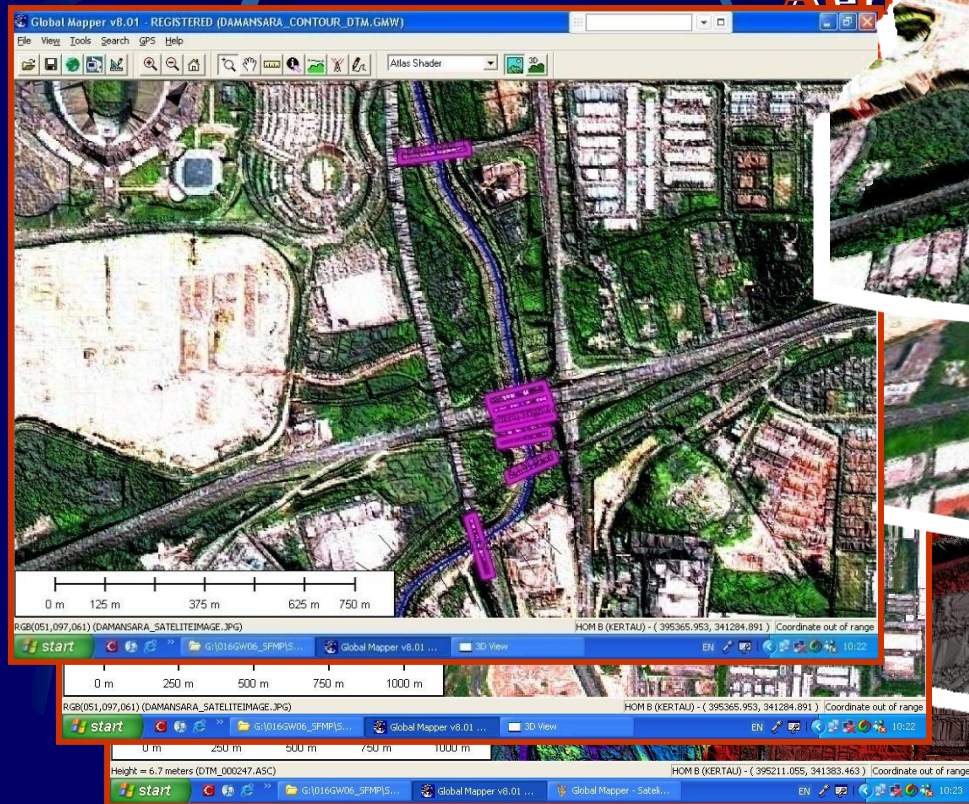 Global Mapper v8.01 - REGISTERED (DAMANSARA_CONTOUR_DTM.GMW)
File View Tools Search GPS Help
Atlas Shader 3D
0 m 125 m 375 m 625 m 750 m
RGB(051,097,061) (DAMANSARA_SATELITEIMAGE.JPG) HOM B (KERTAU) - ( 395365.953, 341284.891 ) Coordinate out of range
start G:\016GW06_SFMP\S... Global Mapper v8.01 ... 3D View EN 10:22
0 m 250 m 500 m 750 m 1000 m
RGB(051,097,061) (DAMANSARA_SATELITEIMAGE.JPG) HOM B (KERTAU) - ( 395365.953, 341284.891 ) Coordinate out of range
start G:\016GW06_SFMP\S... Global Mapper v8.01 ... 3D View EN 10:22
0 m 250 m 500 m 750 m 1000 m
Height = 6.7 meters (DTM_000247.ASC) HOM B (KERTAU) - ( 395211.055, 341383.463 ) Coordinate out of range
start G:\016GW06_SFMP\S... Global Mapper v8.01 ... Global Mapper - Sateli... EN 10:23